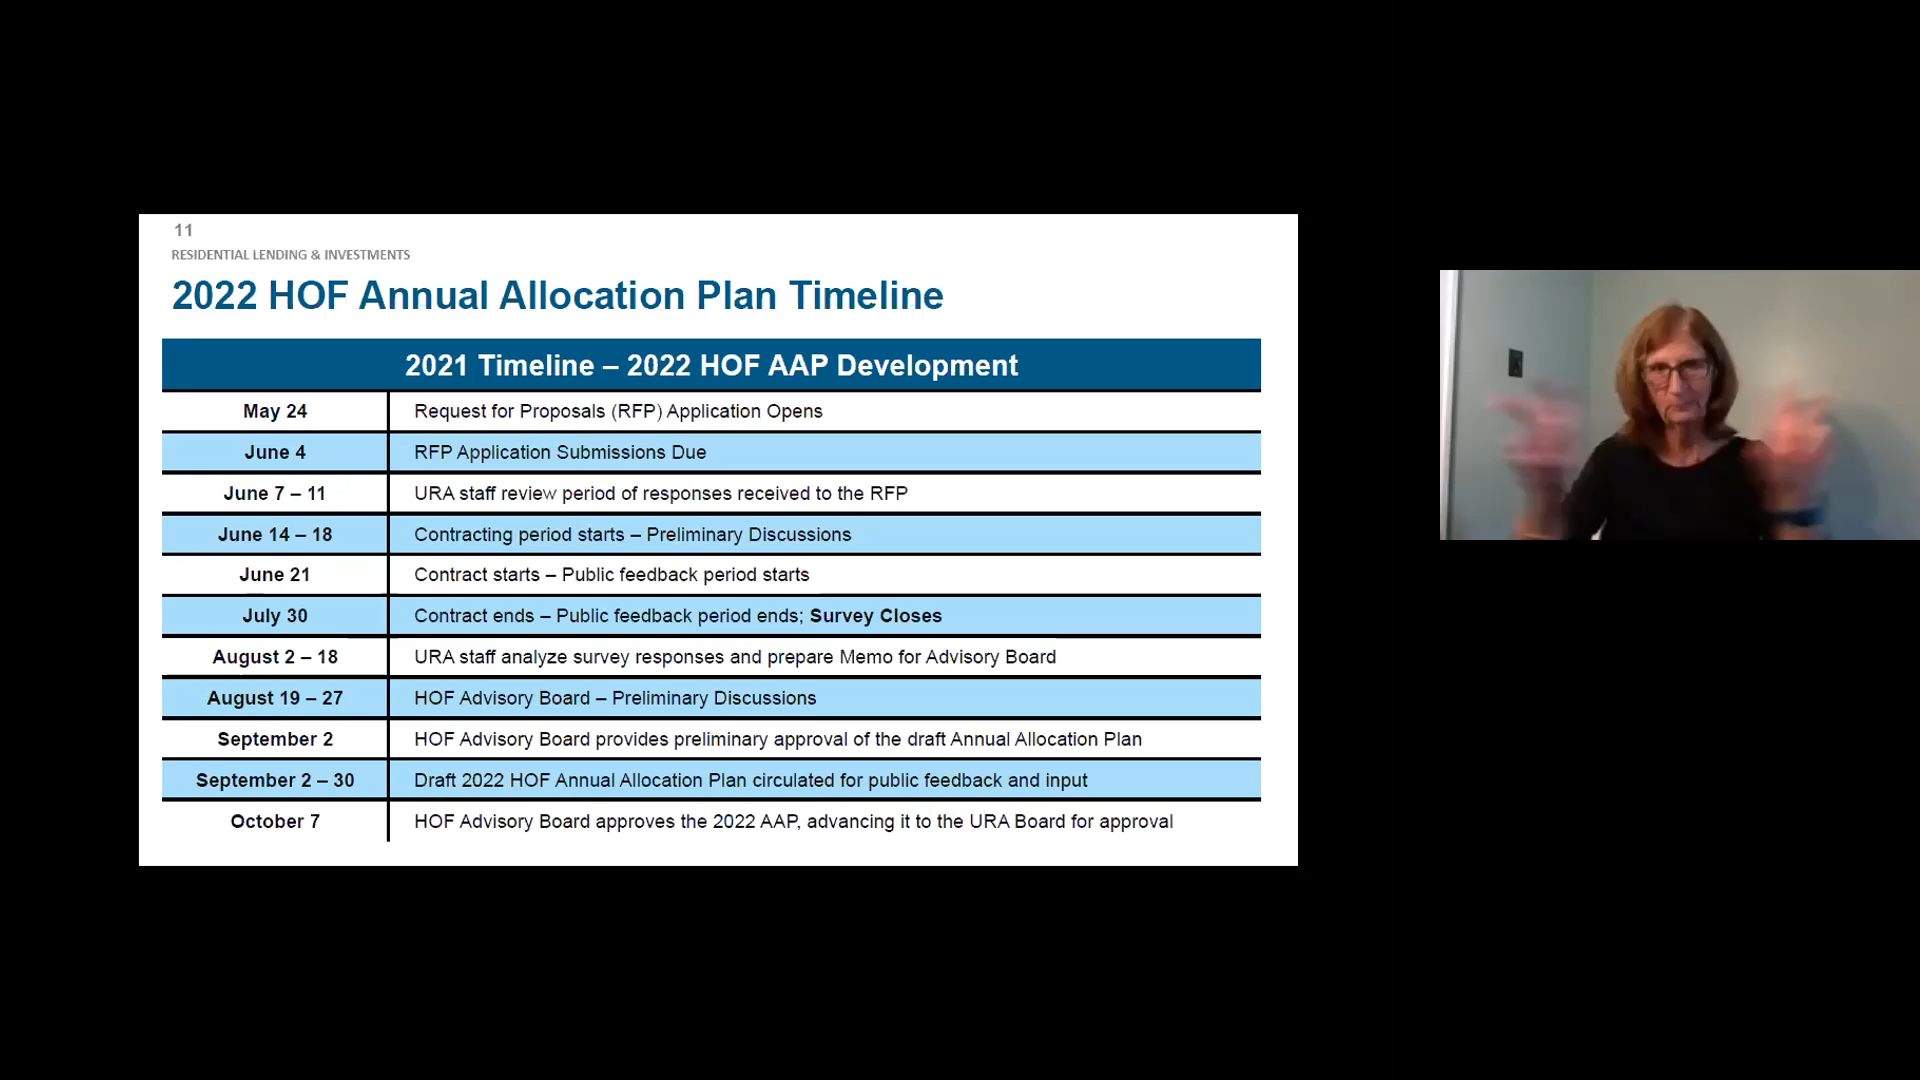 11
RESIDENTIAL LENDING & INVESTMENTS
2022 HOF Annual Allocation Plan Timeline
2021 Timeline – 2022 HOF AAP Development
May 24 Request for Proposals (RFP) Application Opens
June 4 RFP Application Submissions Due
June 7 – 11 URA staff review period of responses received to the RFP
June 14 – 18 Contracting period starts – Preliminary Discussions
June 21 Contract starts – Public feedback period starts
July 30 Contract ends – Public feedback period ends; Survey Closes
August 2 – 18 URA staff analyze survey responses and prepare Memo for Advisory Board
August 19 – 27 HOF Advisory Board – Preliminary Discussions
September 2 HOF Advisory Board provides preliminary approval of the draft Annual Allocation Plan
September 2 – 30 Draft 2022 HOF Annual Allocation Plan circulated for public feedback and input
October 7 HOF Advisory Board approves the 2022 AAP, advancing it to the URA Board for approval